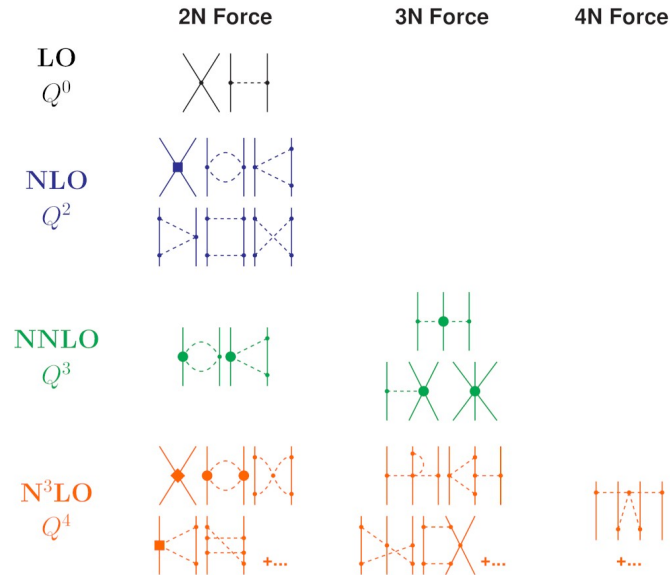 2N Force 3N Force 4N Force
LO
Q⁰
NLO
Q²
NNLO
Q³
N³LO
Q⁴
+... +... +...